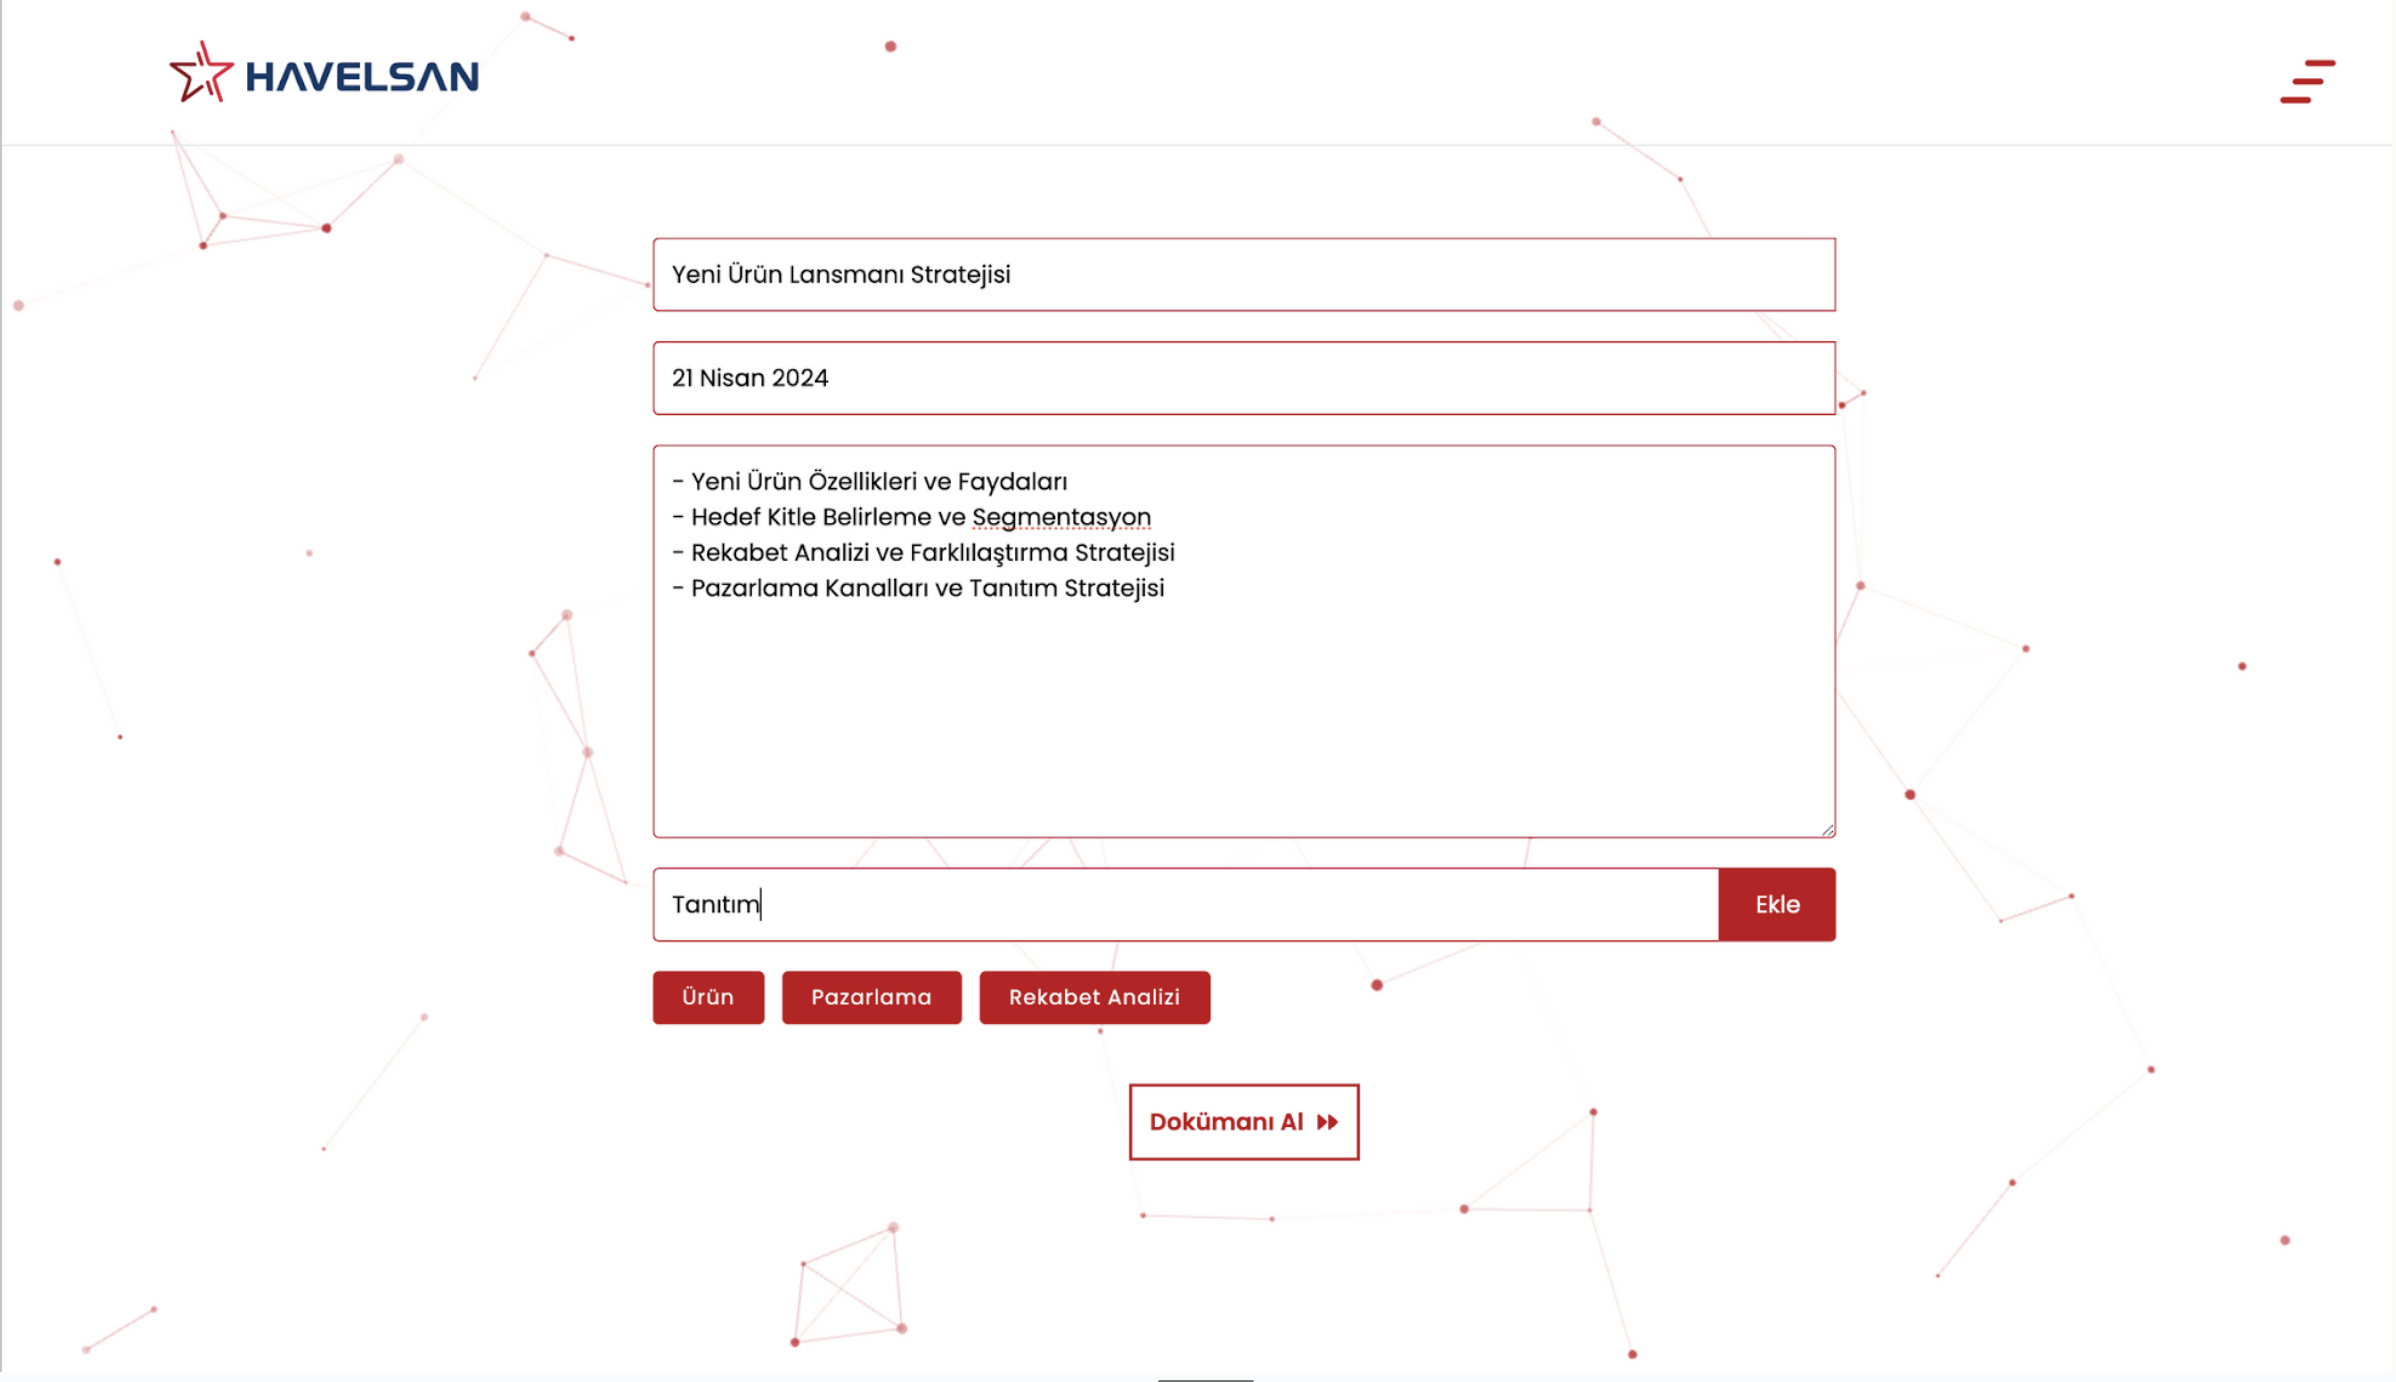 HAVELSAN
Yeni Ürün Lansmanı Stratejisi
21 Nisan 2024
- Yeni Ürün Özellikleri ve Faydaları
- Hedef Kitle Belirleme ve Segmentasyon
- Rekabet Analizi ve Farklılaştırma Stratejisi
- Pazarlama Kanalları ve Tanıtım Stratejisi
Tanıtım Ekle
Ürün Pazarlama Rekabet Analizi
Dokümanı Al